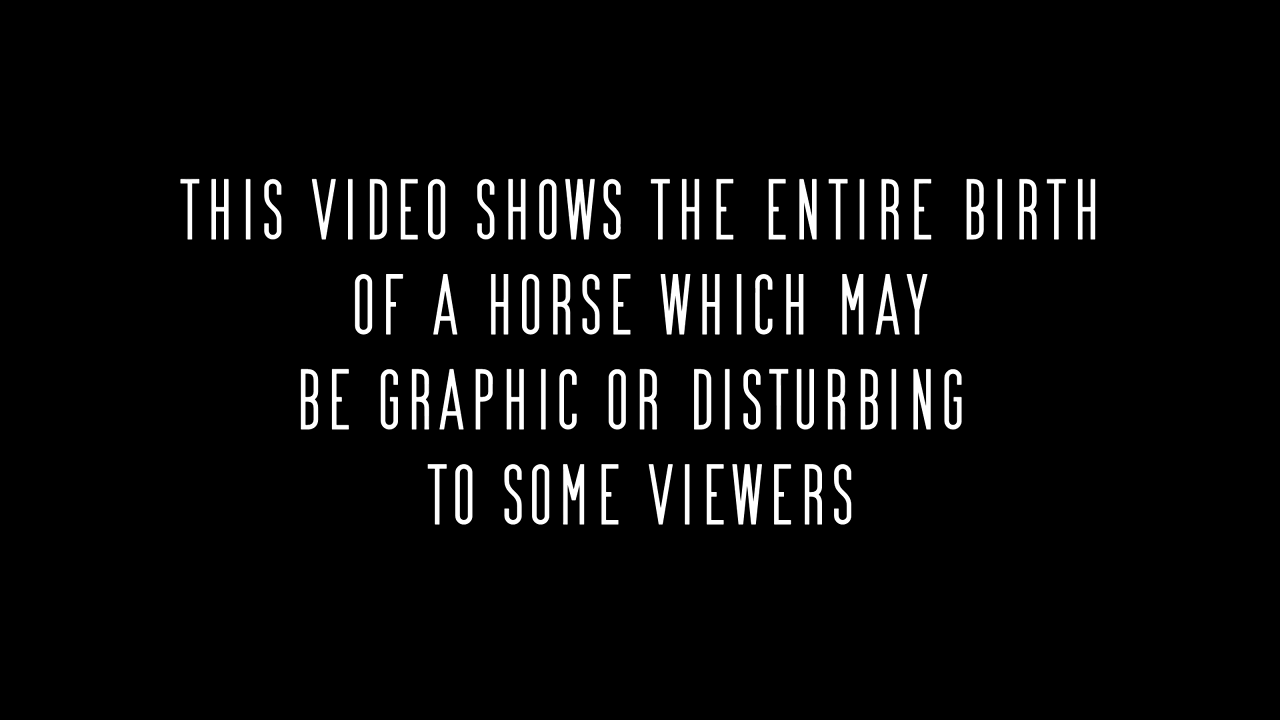 THIS VIDEO SHOWS THE ENTIRE BIRTH
OF A HORSE WHICH MAY
BE GRAPHIC OR DISTURBING
TO SOME VIEWERS